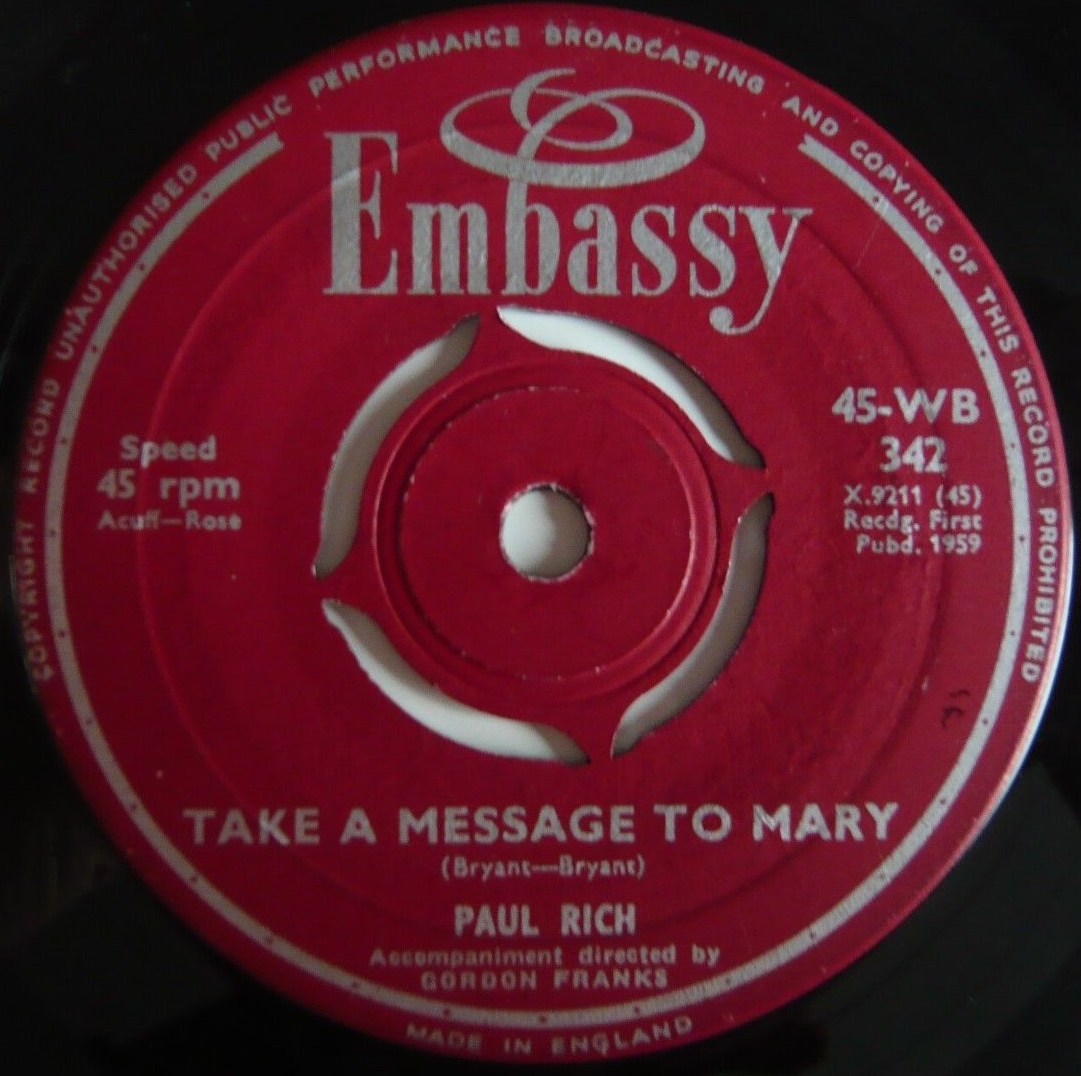 COPYRIGHT RECORD UNAUTHORISED PUBLIC PERFORMANCE BROADCASTING AND COPYING OF THIS RECORD PROHIBITED
Embassy
Speed
45 rpm
Acuff—Rose
45-WB
342
X.9211 (45)
Recdg. First
Pubd. 1959
TAKE A MESSAGE TO MARY
(Bryant—Bryant)
PAUL RICH
Accompaniment directed by
GORDON FRANKS
MADE IN ENGLAND